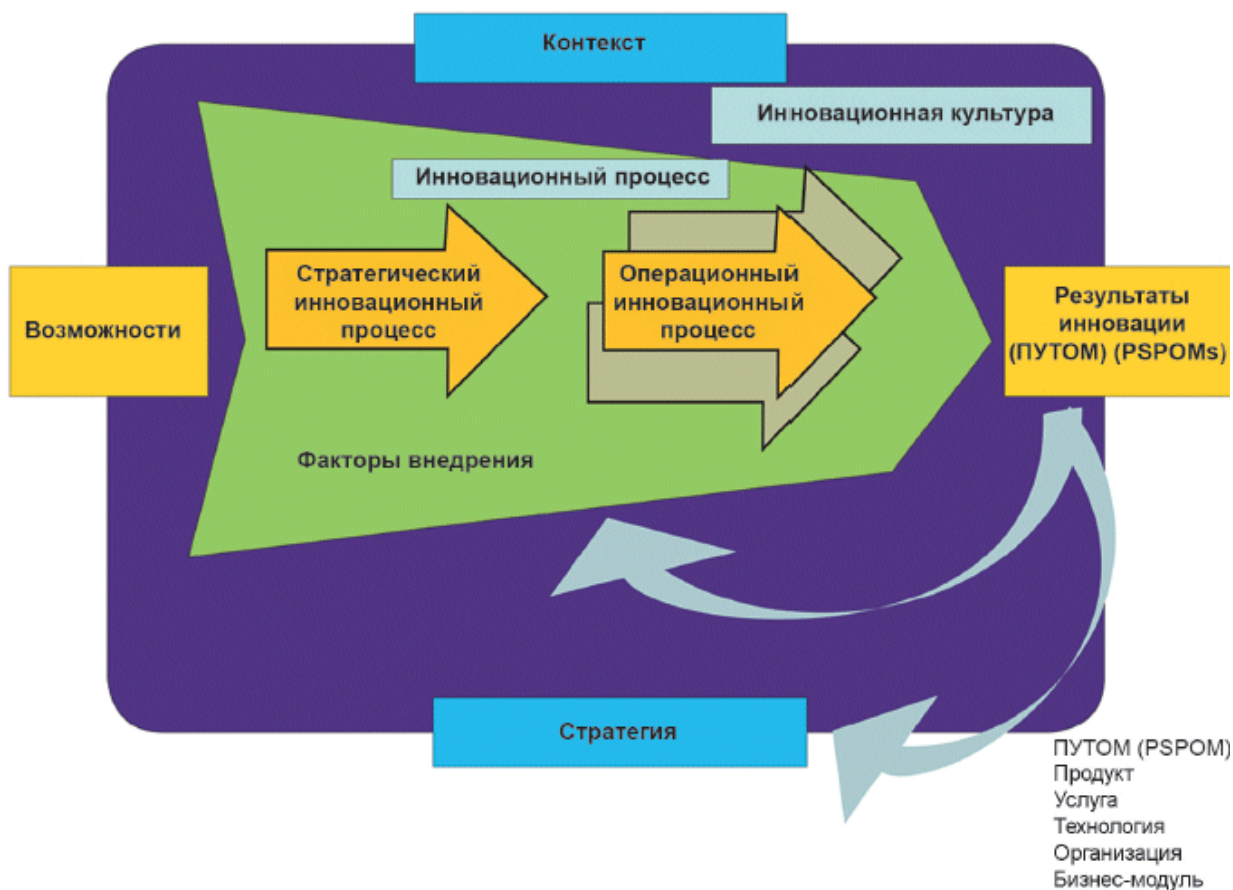 Контекст
Инновационная культура
Инновационный процесс
Стратегический
инновационный
процесс
Операционный
инновационный
процесс
Возможности
Результаты
инновации
(ПУТОМ) (PSPOMs)
Факторы внедрения
Стратегия
ПУТОМ (PSPOM)
Продукт
Услуга
Технология
Организация
Бизнес-модуль